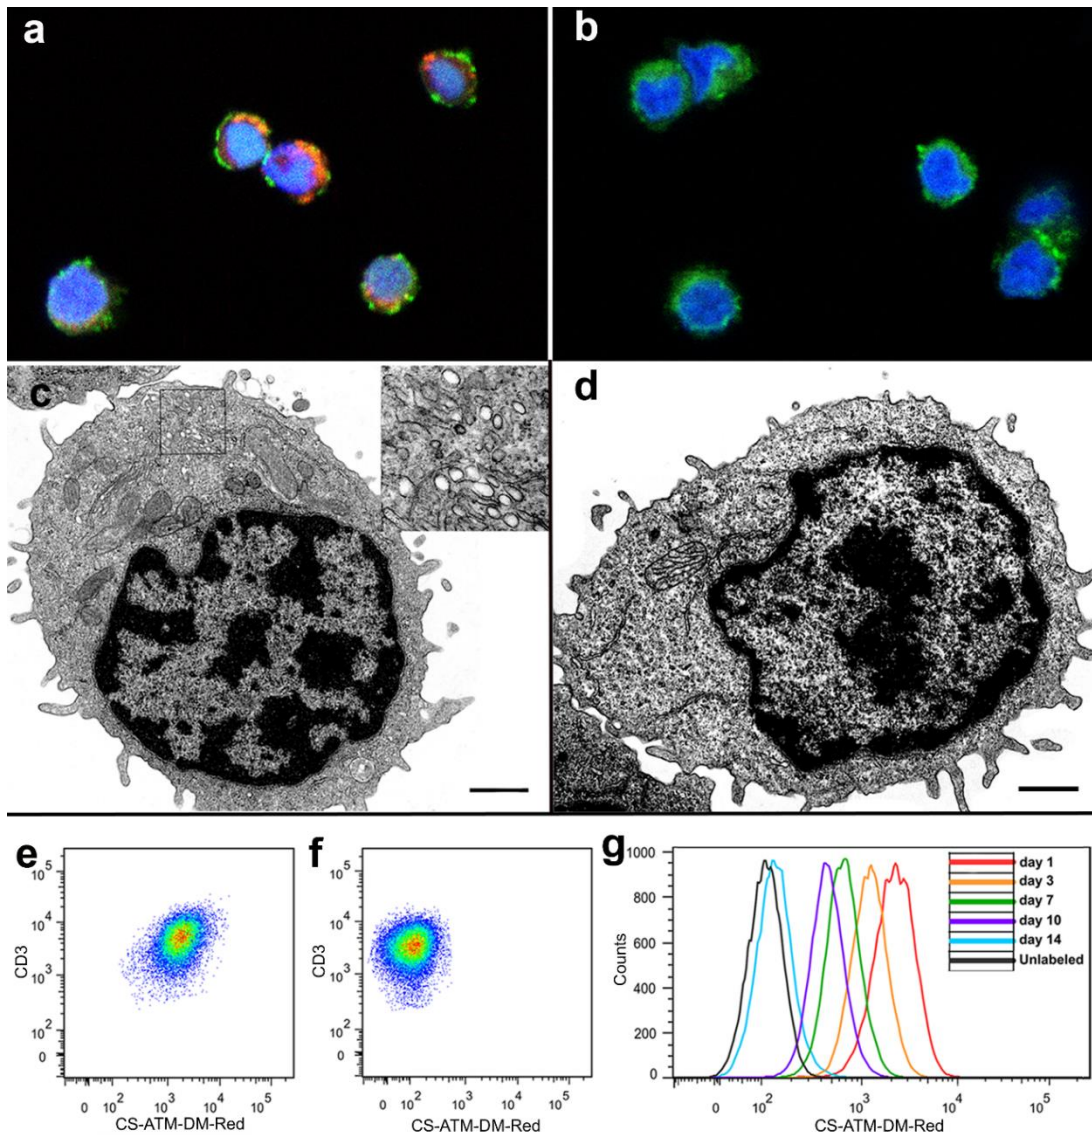 a
b
c
d
e
10^5
10^4
10^3
10^2
0
CD3
0 10^2 10^3 10^4 10^5
CS-ATM-DM-Red
f
10^5
10^4
10^3
10^2
0
CD3
0 10^2 10^3 10^4 10^5
CS-ATM-DM-Red
g
1000
800
600
400
200
0
Counts
day 1
day 3
day 7
day 10
day 14
Unlabeled
0 10^2 10^3 10^4 10^5
CS-ATM-DM-Red